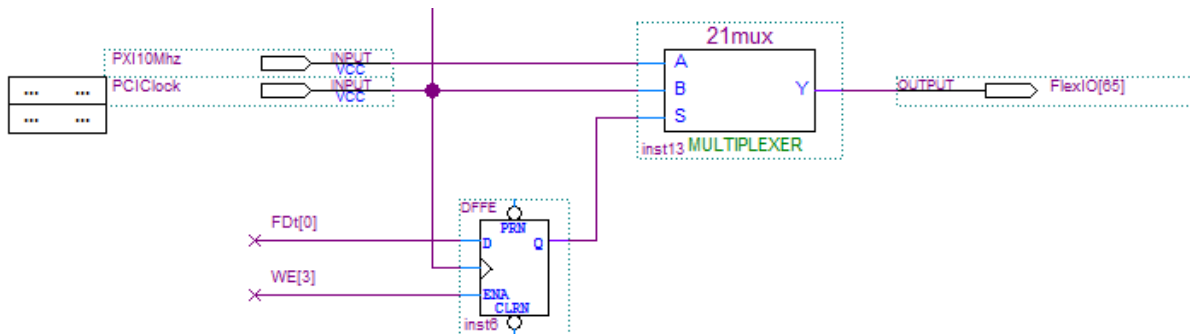 21mux
PXI10Mhz INPUT VCC A
PCIClock INPUT VCC B Y OUTPUT FlexIO[65]
... ...
... ...
S
inst13 MULTIPLEXER
DFFE
PRN
FDt[0] D Q
WE[3] ENA
CLRN
inst6